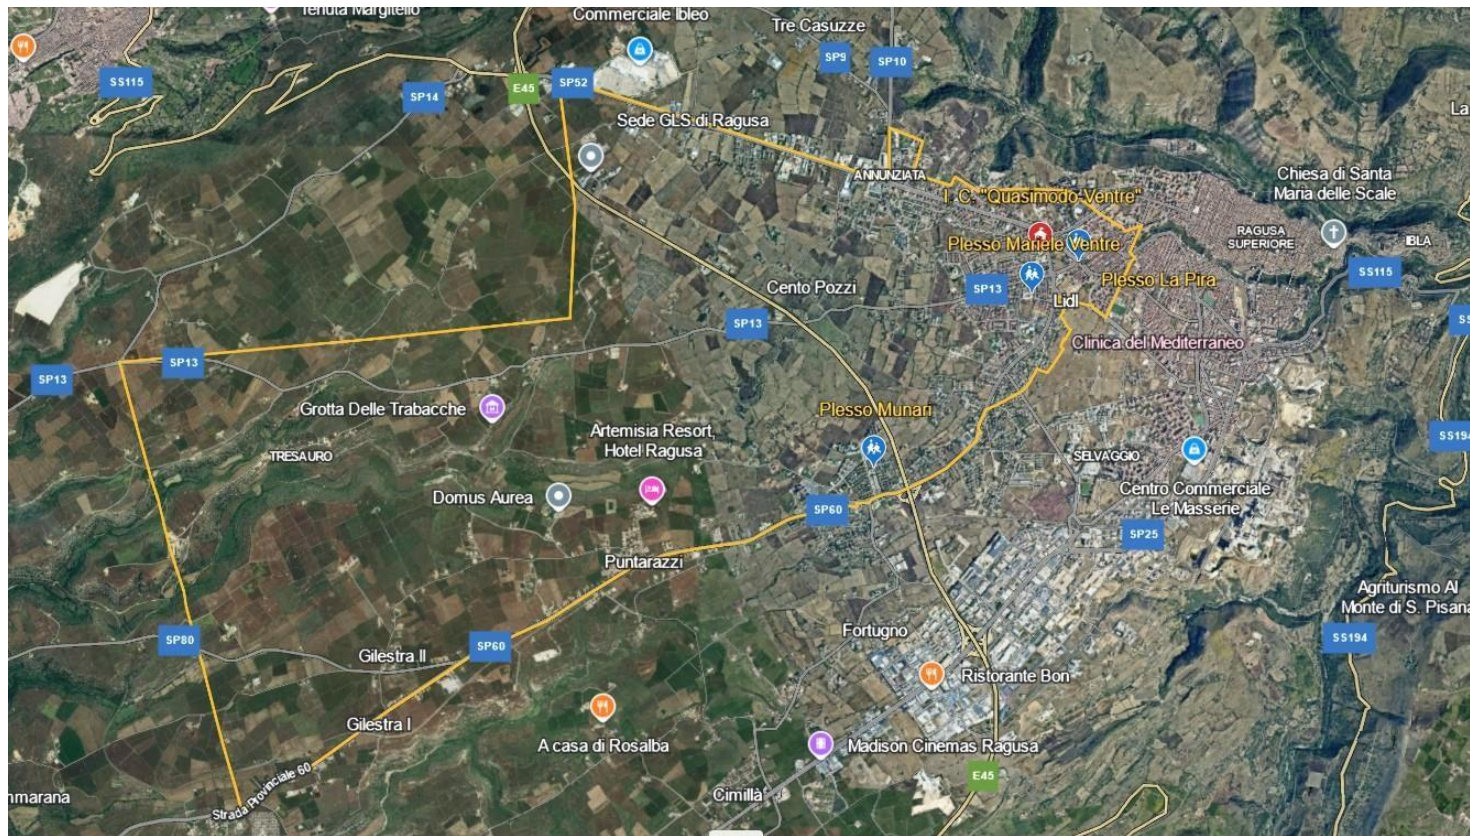 Tenuta Margitello
Commerciale Ibleo
Tre Casuzze
SP9
SP10
SS115
SP14
E45
SP52
La
Sede GLS di Ragusa
ANNUNZIATA
Chiesa di Santa
Maria delle Scale
I. C. "Quasimodo-Ventre"
RAGUSA
SUPERIORE
IBLA
Plesso Mariele Ventre
SS115
Plesso La Pira
Cento Pozzi
SP13
Lidl
SP13
SS
Clinica del Mediterraneo
SP13
SP13
Grotta Delle Trabacche
Plesso Munari
Artemisia Resort,
Hotel Ragusa
SS194
TRESAURO
SELVAGGIO
Domus Aurea
Centro Commerciale
Le Masserie
SP60
SP25
Puntarazzi
Agriturismo Al
Monte di S. Pisana
SP80
SP60
Fortugno
SS194
Gilestra II
Ristorante Bon
Gilestra I
A casa di Rosalba
Madison Cinemas Ragusa
E45
Cimillà
nmarana
Strada Provinciale 60